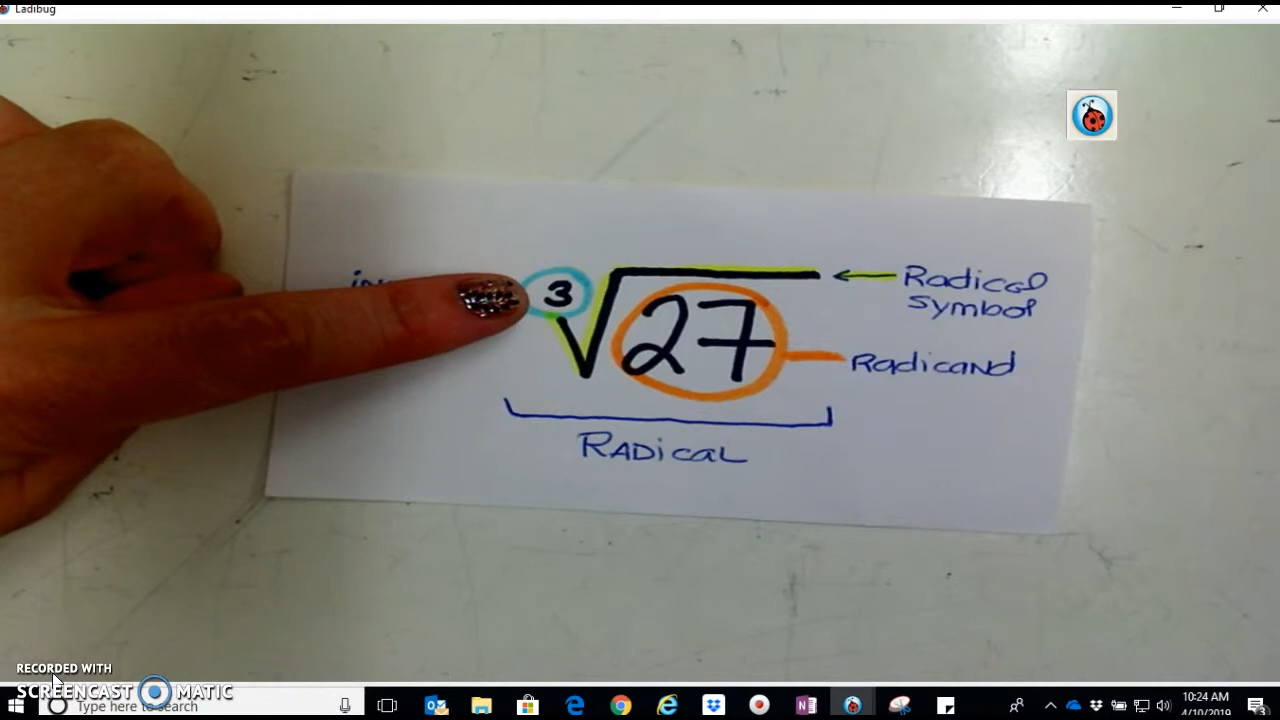 Ladibug
3
27
Radical
symbol
Radicand
RADiCAL
RECORDED WITH
SCREENCAST MATIC
Type here to search
10:24 AM
4/10/2019
3